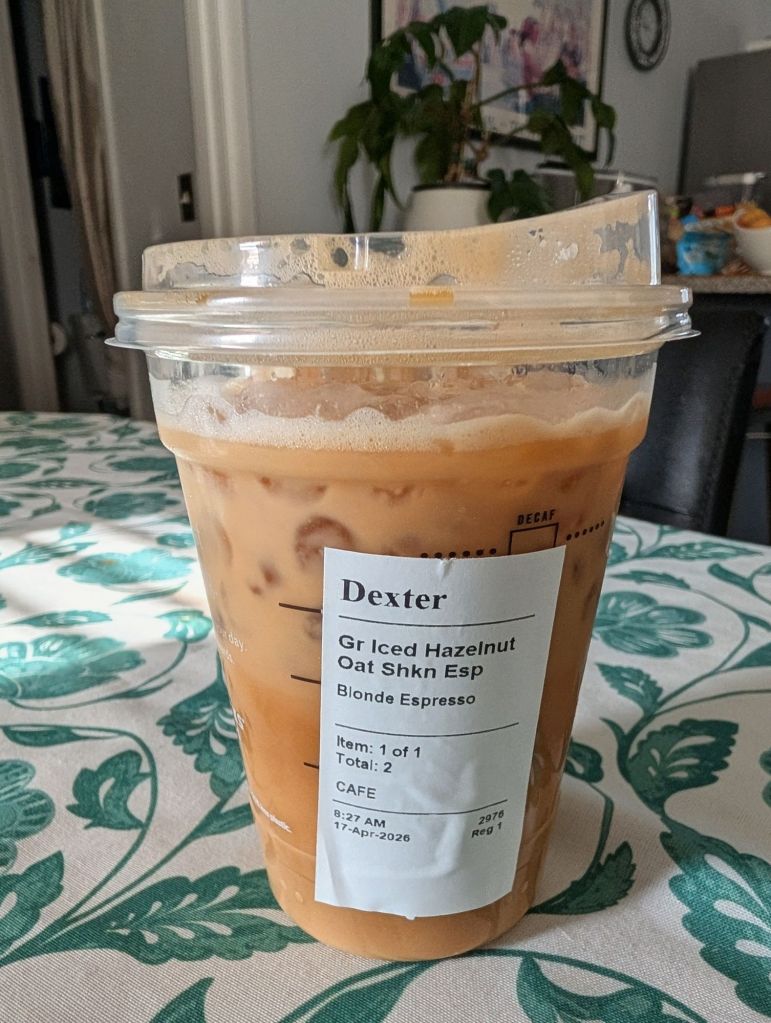 DECAF
Dexter
Gr Iced Hazelnut
Oat Shkn Esp
Blonde Espresso
Item: 1 of 1
Total: 2
CAFE
8:27 AM 2976
17-Apr-2026 Reg 1
day.